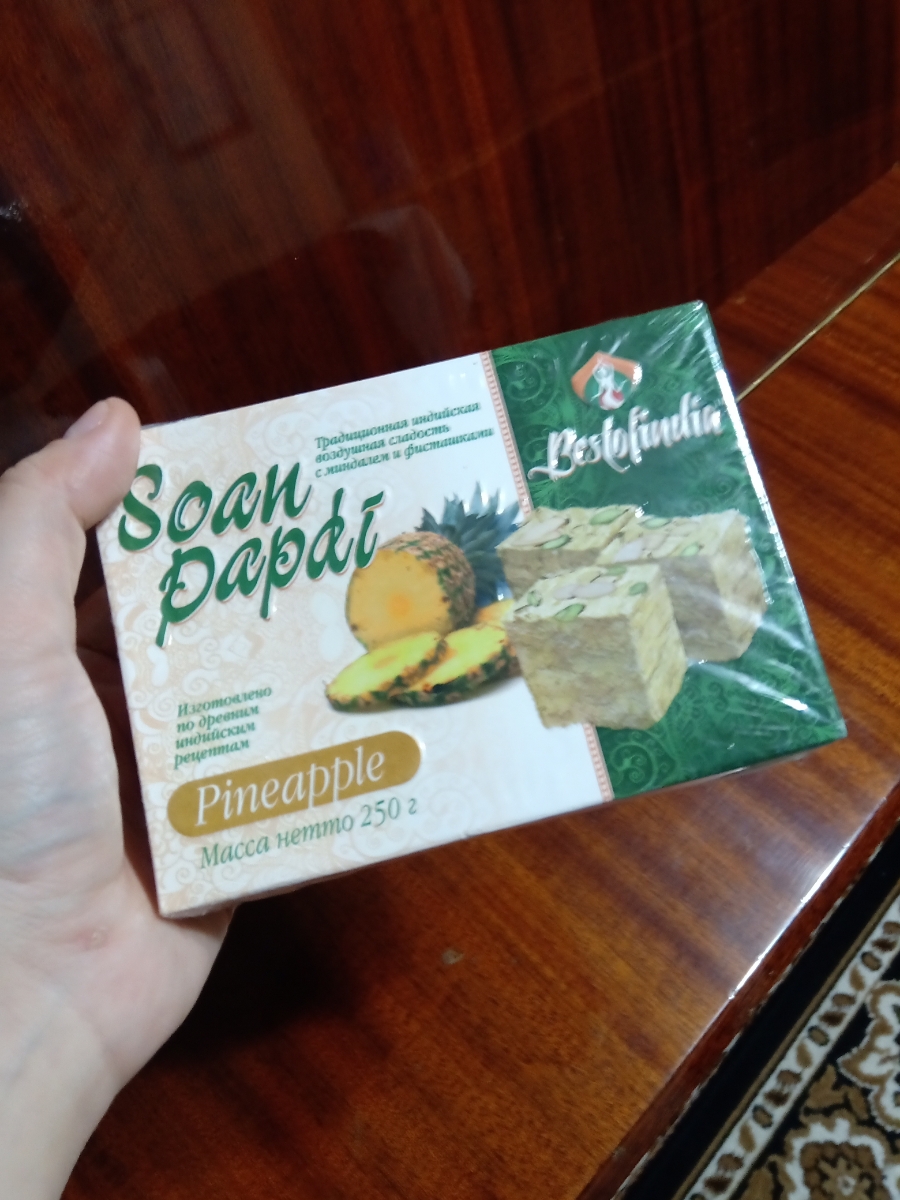 Soan
papdi
Традиционная индийская
воздушная сладость
с миндалем и фисташками
Bestofindia
Изготовлено
по древним
индийским
рецептам
Pineapple
Масса нетто 250 г